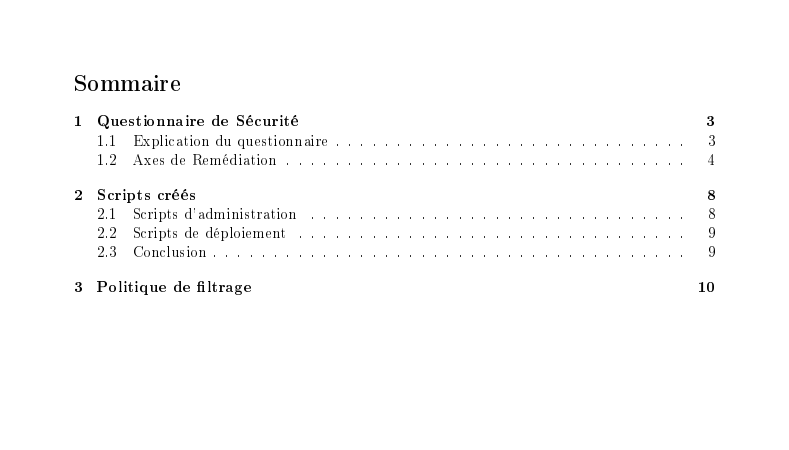 Sommaire
1 Questionnaire de Sécurité 3
1.1 Explication du questionnaire . . . . . . . . . . . . . . . . . . . . . . . . . . . . . 3
1.2 Axes de Remédiation . . . . . . . . . . . . . . . . . . . . . . . . . . . . . . . . . 4
2 Scripts créés 8
2.1 Scripts d'administration . . . . . . . . . . . . . . . . . . . . . . . . . . . . . . . 8
2.2 Scripts de déploiement . . . . . . . . . . . . . . . . . . . . . . . . . . . . . . . . 9
2.3 Conclusion . . . . . . . . . . . . . . . . . . . . . . . . . . . . . . . . . . . . . . . 9
3 Politique de filtrage 10